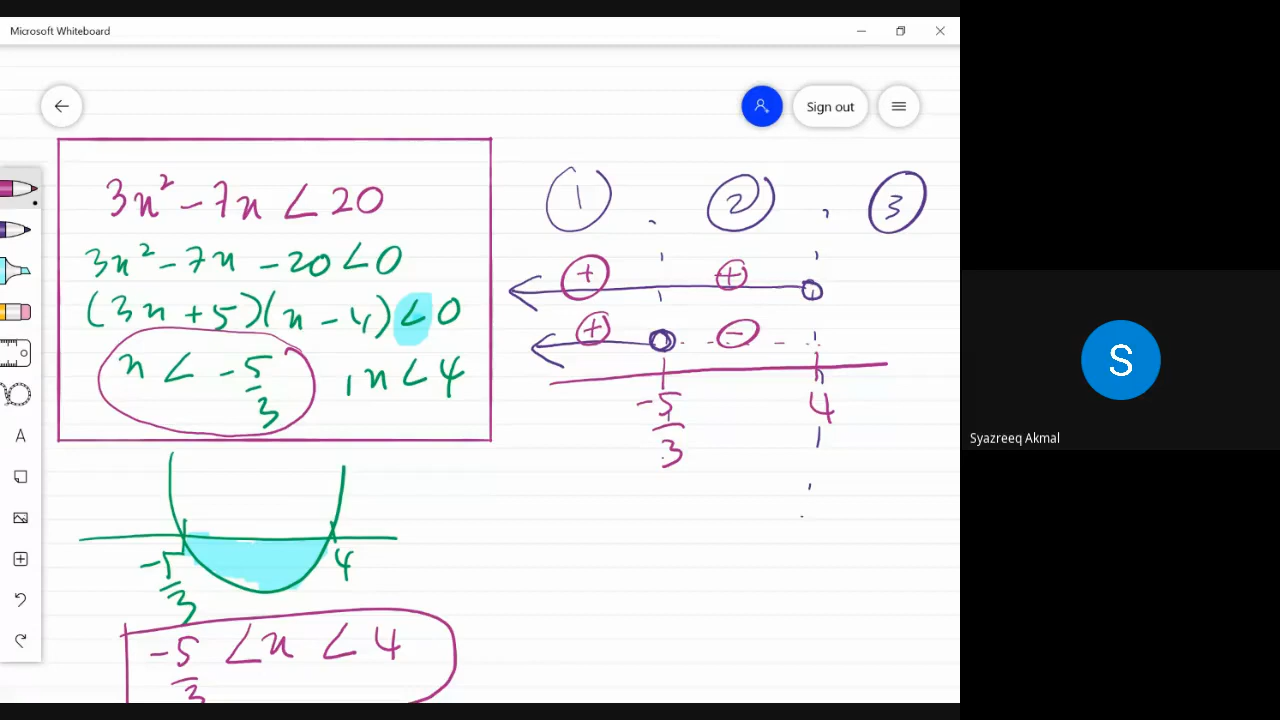 Microsoft Whiteboard
Sign out
3x² - 7x < 20
3x² - 7x - 20 < 0
(3x + 5)(x - 4) < 0
x < -5/3 , x < 4
1 2 3
+ +
+ -
-5/3 4
-5/3 4
-5/3 < x < 4
A
S
Syazreeq Akmal